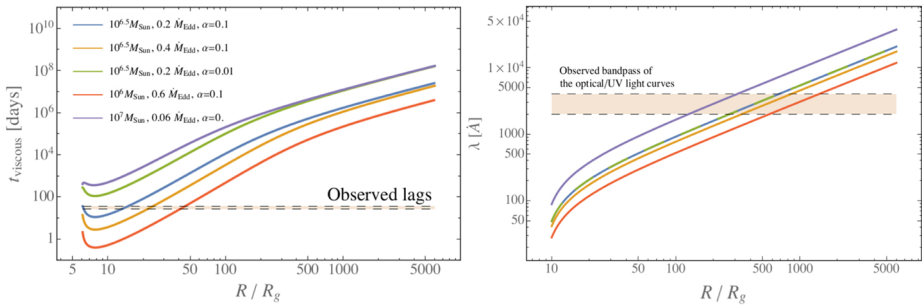 10^6.5 M_Sun, 0.2 Ṁ_Edd, α=0.1
10^6.5 M_Sun, 0.4 Ṁ_Edd, α=0.1
10^6.5 M_Sun, 0.2 Ṁ_Edd, α=0.01
10^6 M_Sun, 0.6 Ṁ_Edd, α=0.1
10^7 M_Sun, 0.06 Ṁ_Edd, α=0.
Observed lags
t_viscous [days]
10^10
10^8
10^6
10^4
100
1
5
10
50
100
500
1000
5000
R / R_g
Observed bandpass of
the optical/UV light curves
λ [Å]
5×10^4
1×10^4
5000
1000
500
100
50
10
50
100
500
1000
5000
R / R_g